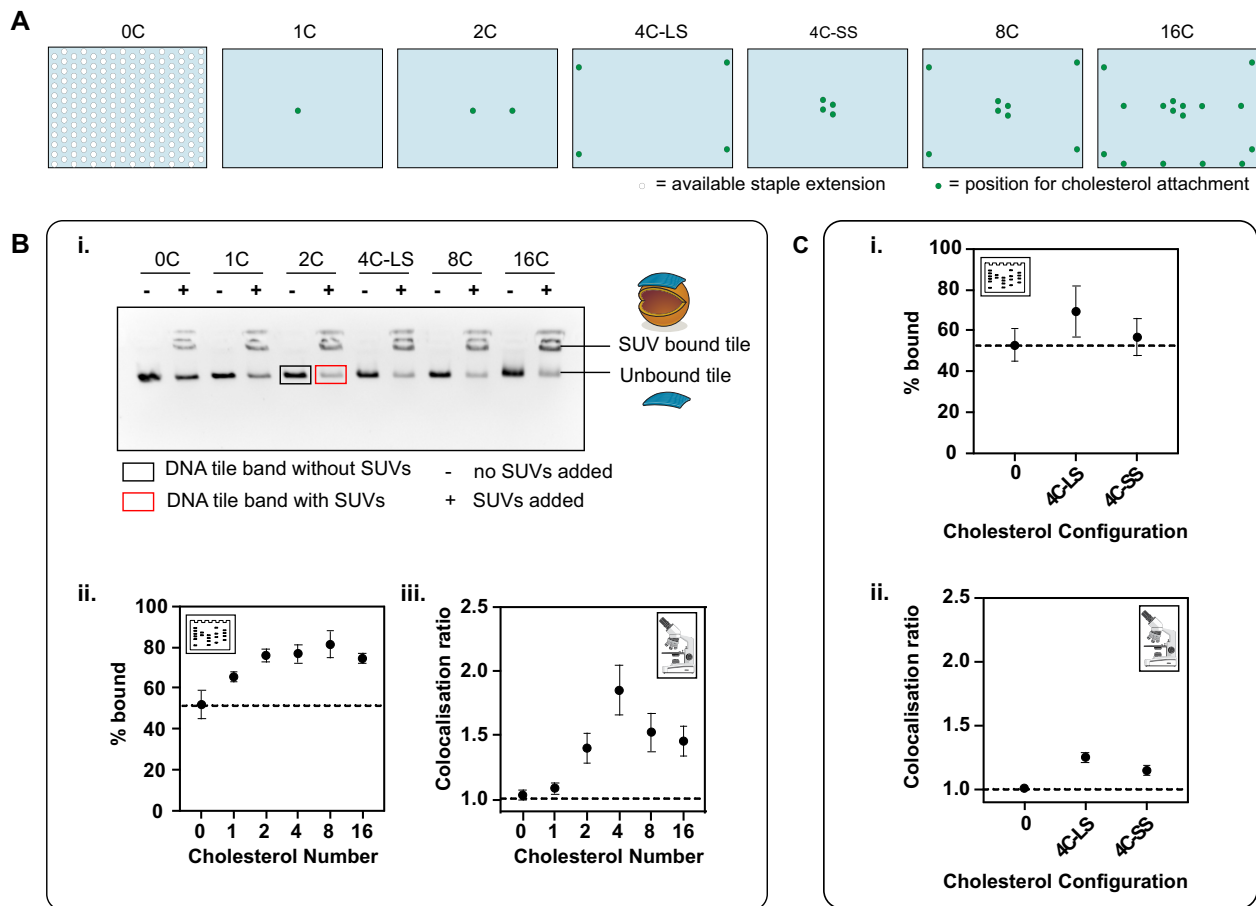 A
0C 1C 2C 4C-LS 4C-SS 8C 16C
= available staple extension = position for cholesterol attachment
B
i.
0C 1C 2C 4C-LS 8C 16C
- + - + - + - + - + - +
SUV bound tile
Unbound tile
DNA tile band without SUVs - no SUVs added
DNA tile band with SUVs + SUVs added
ii.
% bound
100
80
60
40
20
0
0 1 2 4 8 16
Cholesterol Number
iii.
Colocalisation ratio
2.5
2.0
1.5
1.0
0 1 2 4 8 16
Cholesterol Number
C
i.
% bound
100
80
60
40
20
0
0 4C-LS 4C-SS
Cholesterol Configuration
ii.
Colocalisation ratio
2.5
2.0
1.5
1.0
0 4C-LS 4C-SS
Cholesterol Configuration